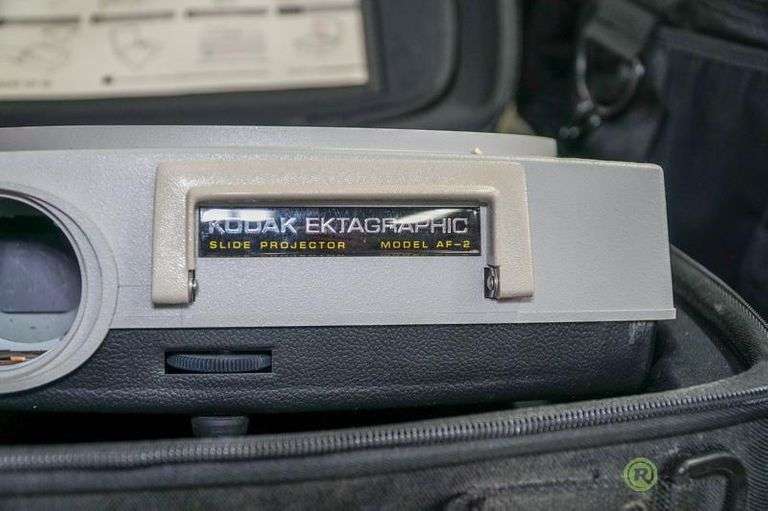 KODAK EKTAGRAPHIC
SLIDE PROJECTOR MODEL AF-2
R